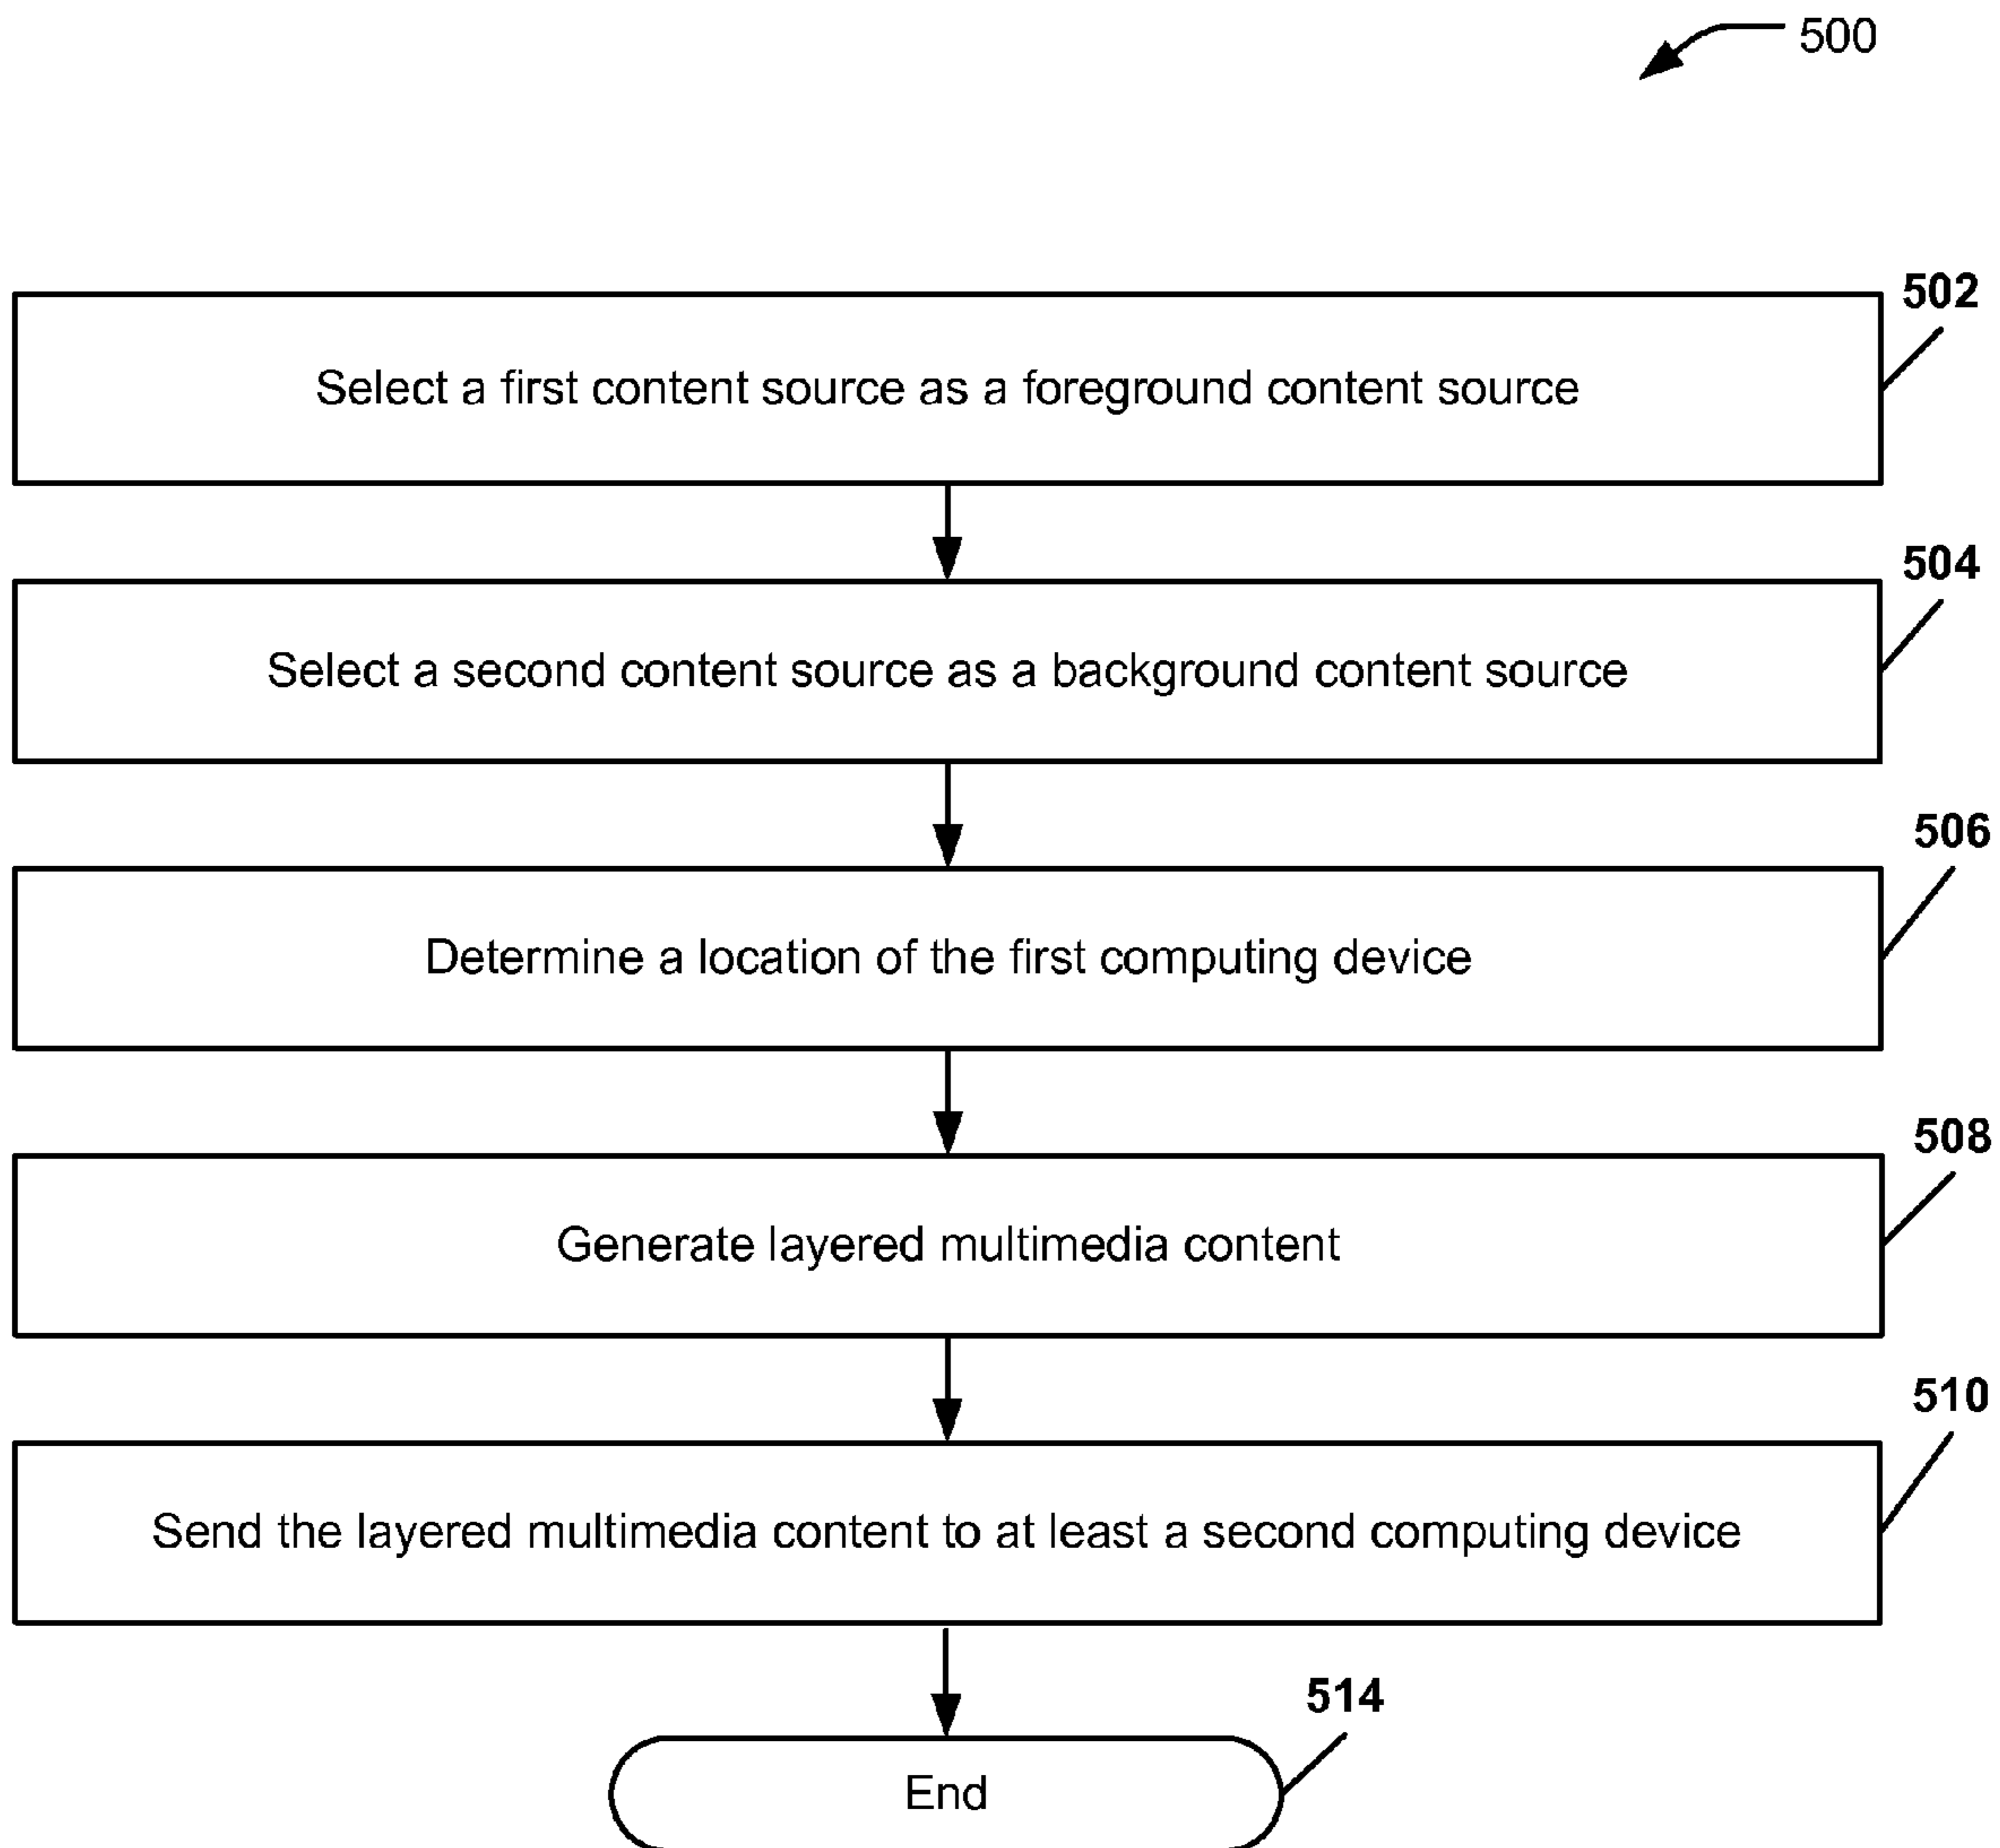 500
502
Select a first content source as a foreground content source
504
Select a second content source as a background content source
506
Determine a location of the first computing device
508
Generate layered multimedia content
510
Send the layered multimedia content to at least a second computing device
514
End